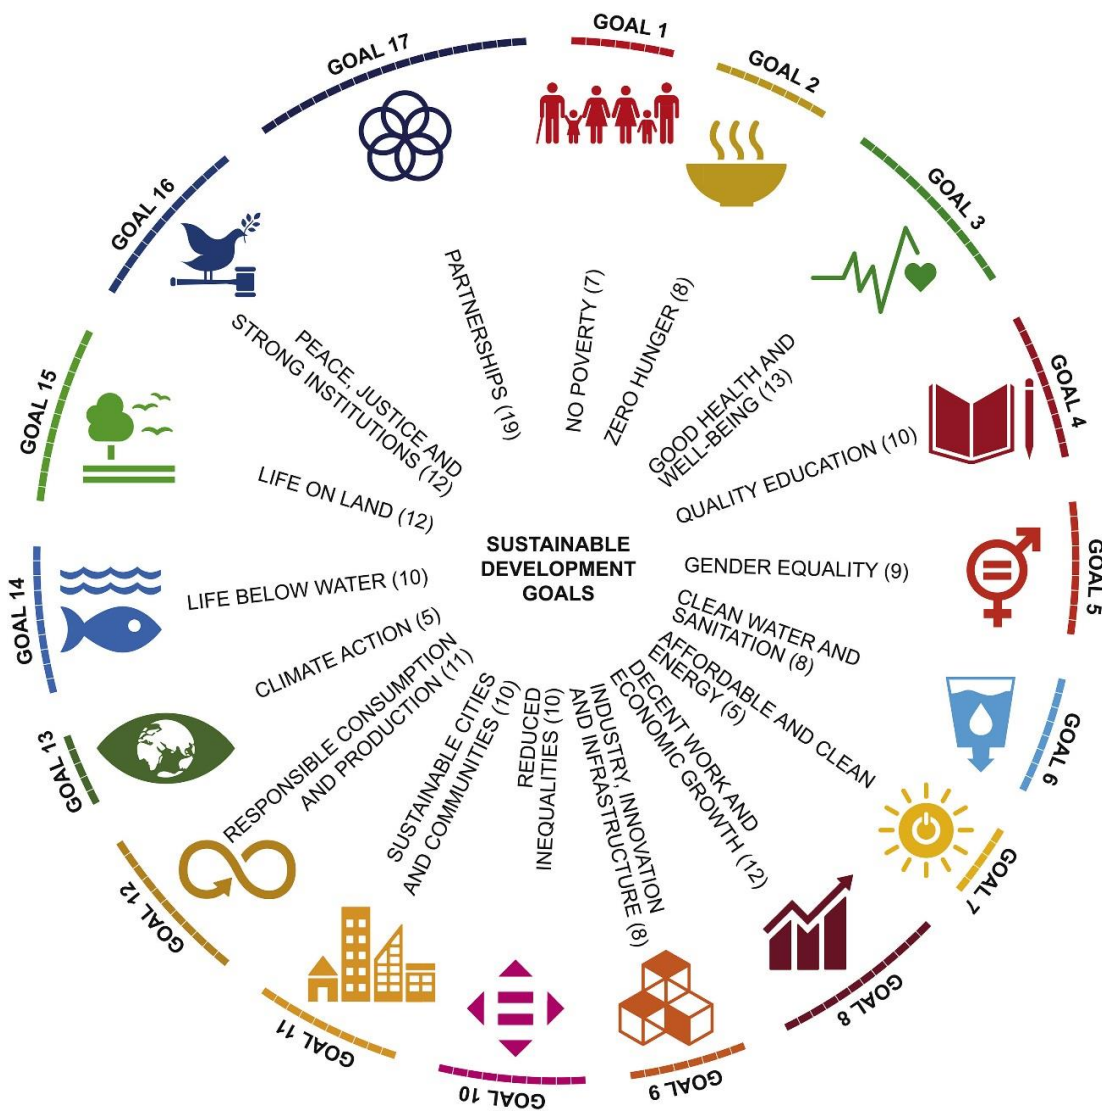 GOAL 1
GOAL 2
GOAL 3
GOAL 4
GOAL 5
GOAL 6
GOAL 7
GOAL 8
GOAL 9
GOAL 10
GOAL 11
GOAL 12
GOAL 13
GOAL 14
GOAL 15
GOAL 16
GOAL 17
NO POVERTY (7)
ZERO HUNGER (8)
GOOD HEALTH AND
WELL-BEING (13)
QUALITY EDUCATION (10)
GENDER EQUALITY (9)
CLEAN WATER AND
SANITATION (8)
AFFORDABLE AND CLEAN
ENERGY (5)
DECENT WORK AND
ECONOMIC GROWTH (12)
INDUSTRY, INNOVATION
AND INFRASTRUCTURE (8)
REDUCED
INEQUALITIES (10)
SUSTAINABLE CITIES
AND COMMUNITIES (10)
RESPONSIBLE CONSUMPTION
AND PRODUCTION (11)
CLIMATE ACTION (5)
LIFE BELOW WATER (10)
LIFE ON LAND (12)
PEACE, JUSTICE AND
STRONG INSTITUTIONS (12)
PARTNERSHIPS (19)
SUSTAINABLE
DEVELOPMENT
GOALS